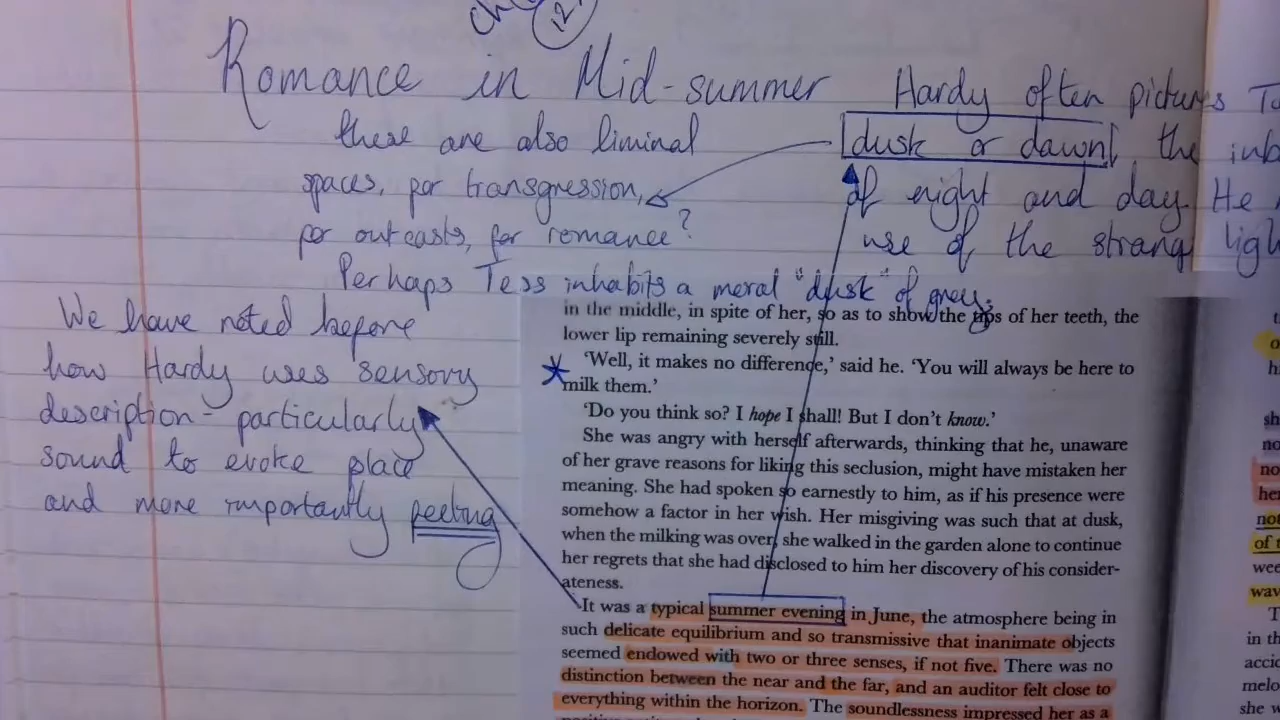 Ch
12
Romance in Mid-summer
these are also liminal
spaces, for transgression,
for outcasts, for romance?
Perhaps Tess inhabits a moral "dusk" of grey.
Hardy often pictures
dusk or dawn, the
of night and day. He
use of the strange
We have noted before
how Hardy uses sensory
description - particularly
sound to evoke place
and more importantly feeling
in the middle, in spite of her, so as to show the tips of her teeth, the
lower lip remaining severely still.
‘Well, it makes no difference,’ said he. ‘You will always be here to
milk them.’
‘Do you think so? I hope I shall! But I don’t know.’
She was angry with herself afterwards, thinking that he, unaware
of her grave reasons for liking this seclusion, might have mistaken her
meaning. She had spoken so earnestly to him, as if his presence were
somehow a factor in her wish. Her misgiving was such that at dusk,
when the milking was over, she walked in the garden alone to continue
her regrets that she had disclosed to him her discovery of his consider-
ateness.
It was a typical summer evening in June, the atmosphere being in
such delicate equilibrium and so transmissive that inanimate objects
seemed endowed with two or three senses, if not five. There was no
distinction between the near and the far, and an auditor felt close to
everything within the horizon. The soundlessness impressed her as a
her
not
of t
wee
wav
T
in th
accid
melo
she w